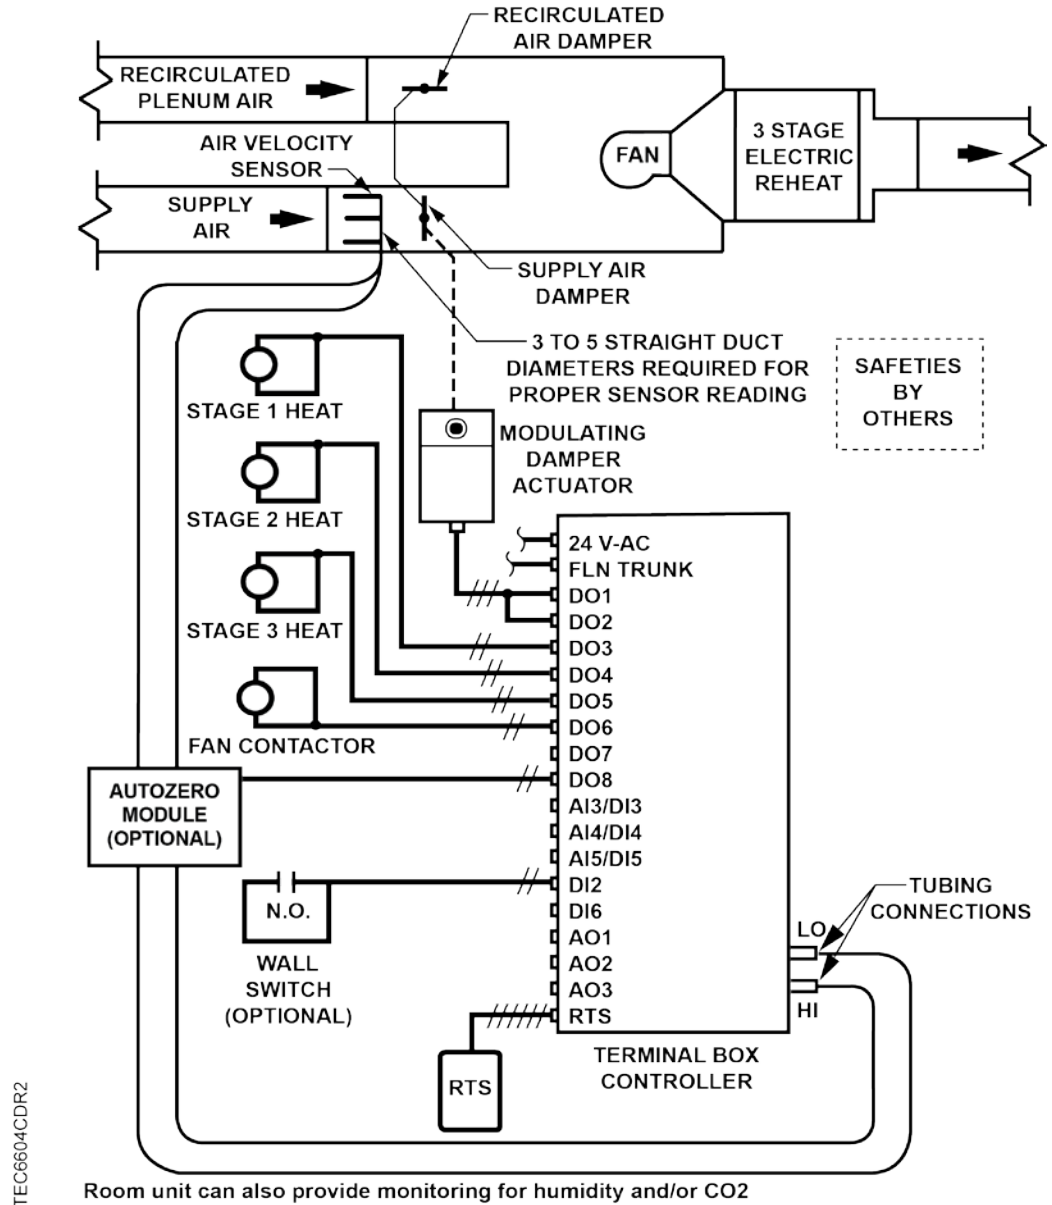 RECIRCULATED
AIR DAMPER
RECIRCULATED
PLENUM AIR
AIR VELOCITY
SENSOR
FAN
3 STAGE
ELECTRIC
REHEAT
SUPPLY
AIR
SUPPLY AIR
DAMPER
3 TO 5 STRAIGHT DUCT
DIAMETERS REQUIRED FOR
PROPER SENSOR READING
SAFETIES
BY
OTHERS
STAGE 1 HEAT
MODULATING
DAMPER
ACTUATOR
STAGE 2 HEAT
STAGE 3 HEAT
FAN CONTACTOR
24 V-AC
FLN TRUNK
DO1
DO2
DO3
DO4
DO5
DO6
DO7
DO8
AI3/DI3
AI4/DI4
AI5/DI5
DI2
DI6
AO1
AO2
AO3
RTS
AUTOZERO
MODULE
(OPTIONAL)
N.O.
WALL
SWITCH
(OPTIONAL)
TUBING
CONNECTIONS
LO
HI
RTS
TERMINAL BOX
CONTROLLER
TEC6604CDR2
Room unit can also provide monitoring for humidity and/or CO2